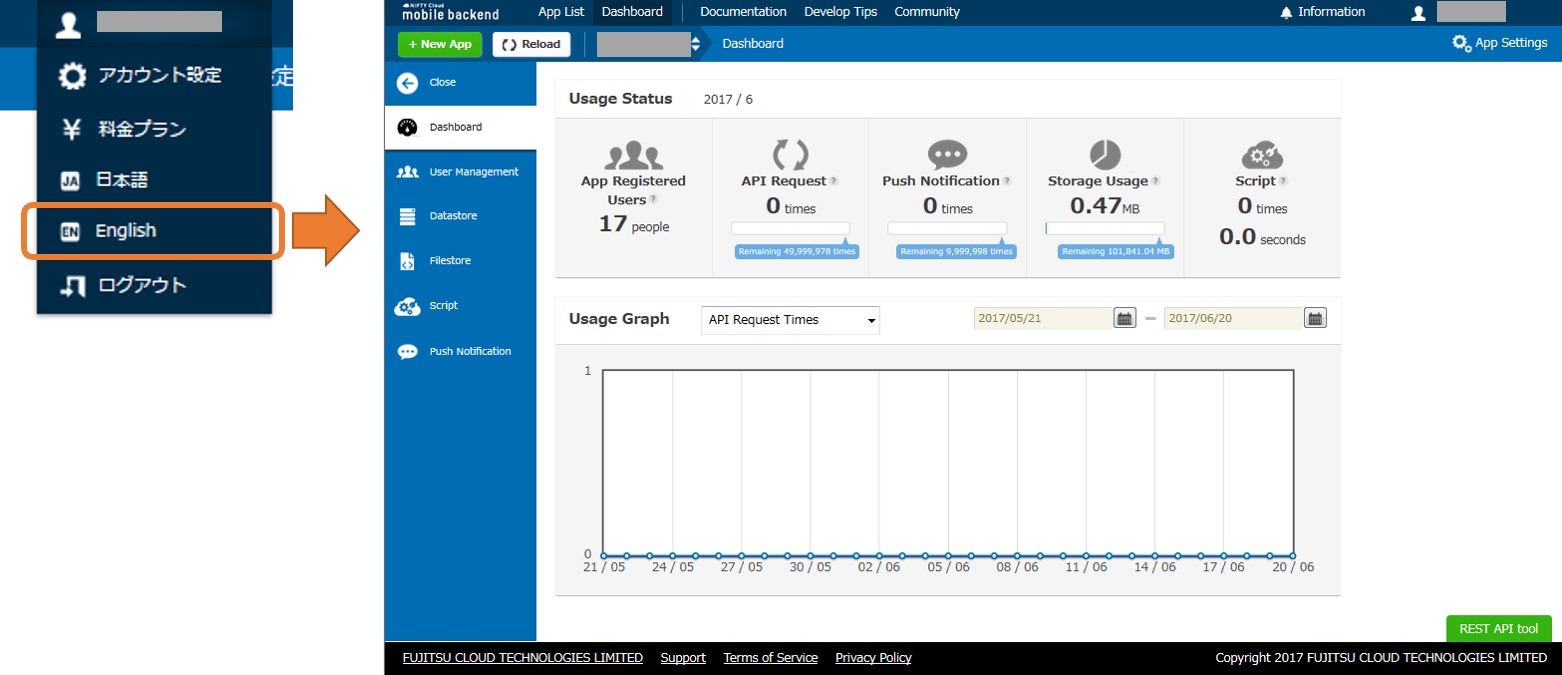 アカウント設定
定
¥ 料金プラン
JA 日本語
EN English
ログアウト
NIFTY Cloud
mobile backend
App List
Dashboard
Documentation
Develop Tips
Community
Information
+ New App
Reload
Dashboard
App Settings
Close
Dashboard
User Management
Datastore
Filestore
Script
Push Notification
Usage Status
2017 / 6
App Registered
Users ?
17 people
API Request ?
0 times
Remaining 49,999,978 times
Push Notification ?
0 times
Remaining 9,999,998 times
Storage Usage ?
0.47MB
Remaining 101,841.04 MB
Script ?
0 times
0.0 seconds
Usage Graph
API Request Times
2017/05/21
2017/06/20
1
0
21 / 05
24 / 05
27 / 05
30 / 05
02 / 06
05 / 06
08 / 06
11 / 06
14 / 06
17 / 06
20 / 06
REST API tool
FUJITSU CLOUD TECHNOLOGIES LIMITED
Support
Terms of Service
Privacy Policy
Copyright 2017 FUJITSU CLOUD TECHNOLOGIES LIMITED